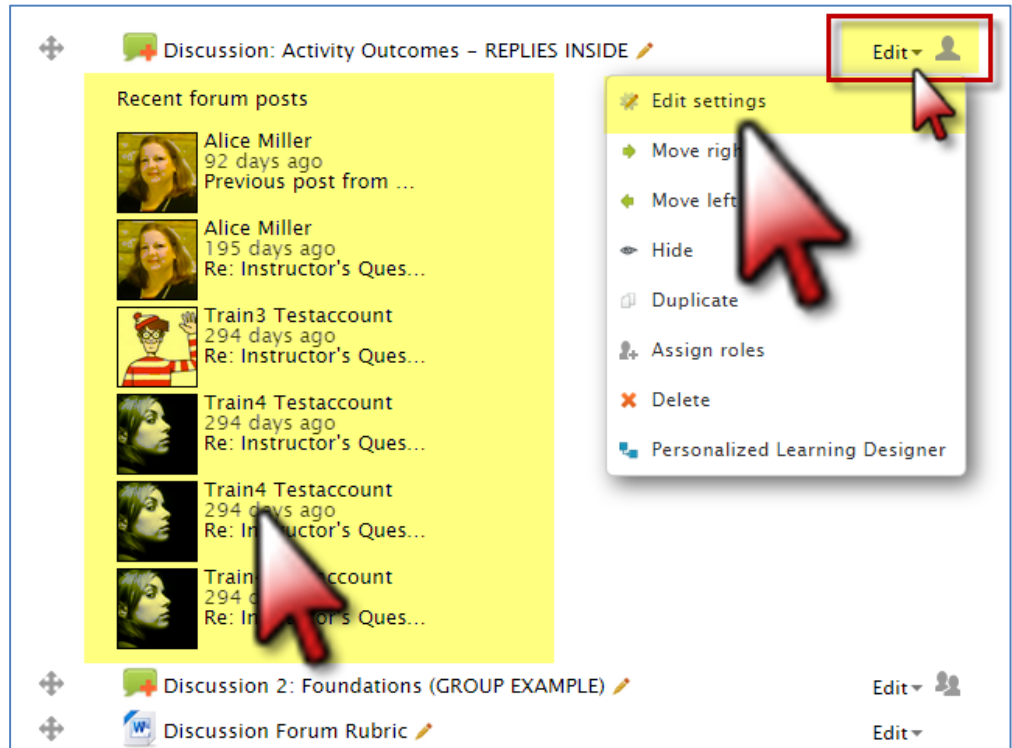 Discussion: Activity Outcomes – REPLIES INSIDE
Edit
Recent forum posts
Alice Miller
92 days ago
Previous post from ...
Alice Miller
195 days ago
Re: Instructor's Ques...
Train3 Testaccount
294 days ago
Re: Instructor's Ques...
Train4 Testaccount
294 days ago
Re: Instructor's Ques...
Train4 Testaccount
294 days ago
Re: Ques...
294
Re: Ques...
Edit settings
Move
Move left
Hide
Duplicate
Assign roles
Delete
Personalized Learning Designer
Discussion 2: Foundations (GROUP EXAMPLE)
Edit
W
Discussion Forum Rubric
Edit